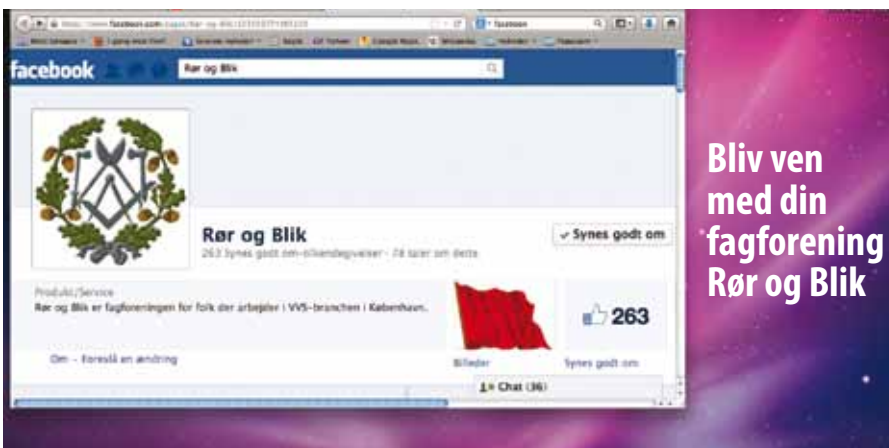 facebook
Rør og Blik
facebook
Rør og Blik
263 Synes godt om-tilkendegivelser · 78 taler om dette
✓ Synes godt om
Produkt/Service
Rør og Blik er fagforeningen for folk der arbejder i VVS-branchen i København.
263
Om - Foreslå en ændring
Billeder
Synes godt om
Chat (36)
Bliv ven
med din
fagforening
Rør og Blik